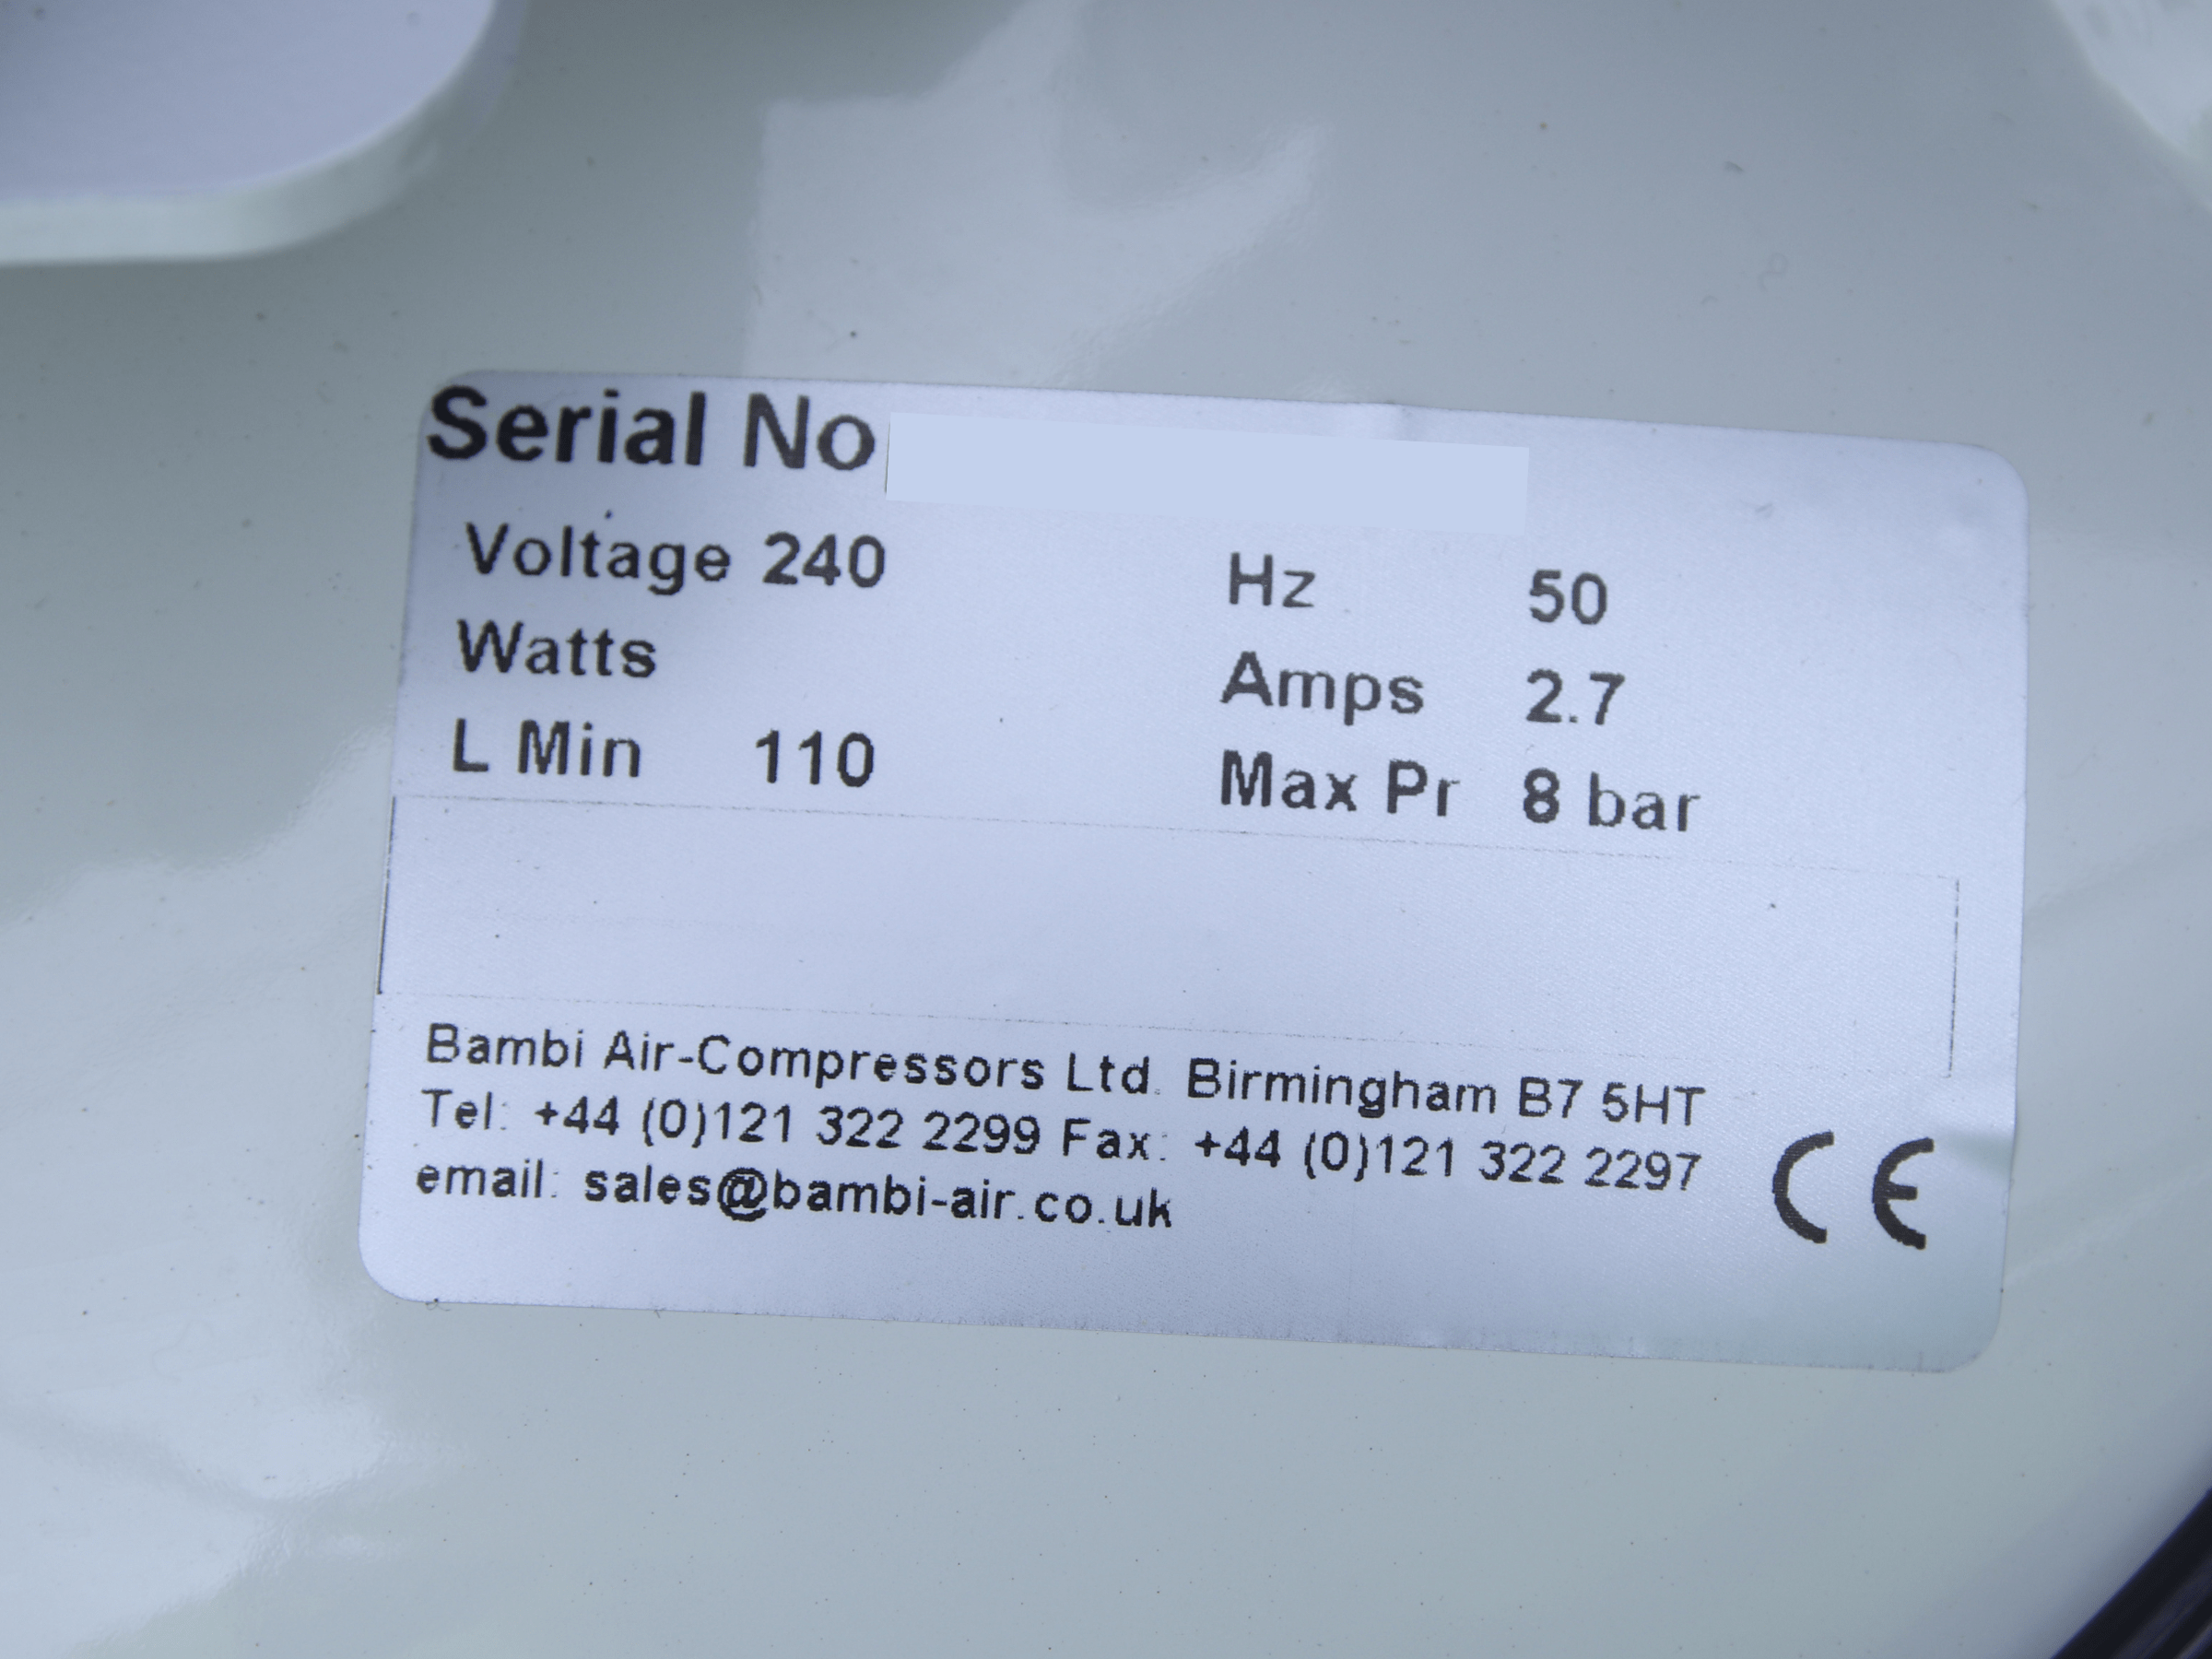 Serial No
Voltage 240 Hz 50
Watts Amps 2.7
L Min 110 Max Pr 8 bar
Bambi Air-Compressors Ltd. Birmingham B7 5HT
Tel: +44 (0)121 322 2299 Fax: +44 (0)121 322 2297
email: sales@bambi-air.co.uk CE